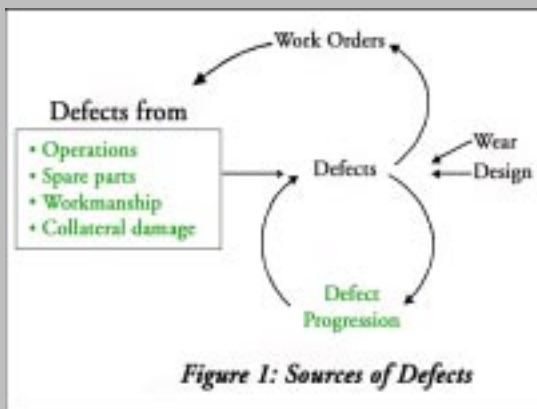 Work Orders
Defects from
• Operations
• Spare parts
• Workmanship
• Collateral damage
Defects
Wear
Design
Defect
Progression
Figure 1: Sources of Defects